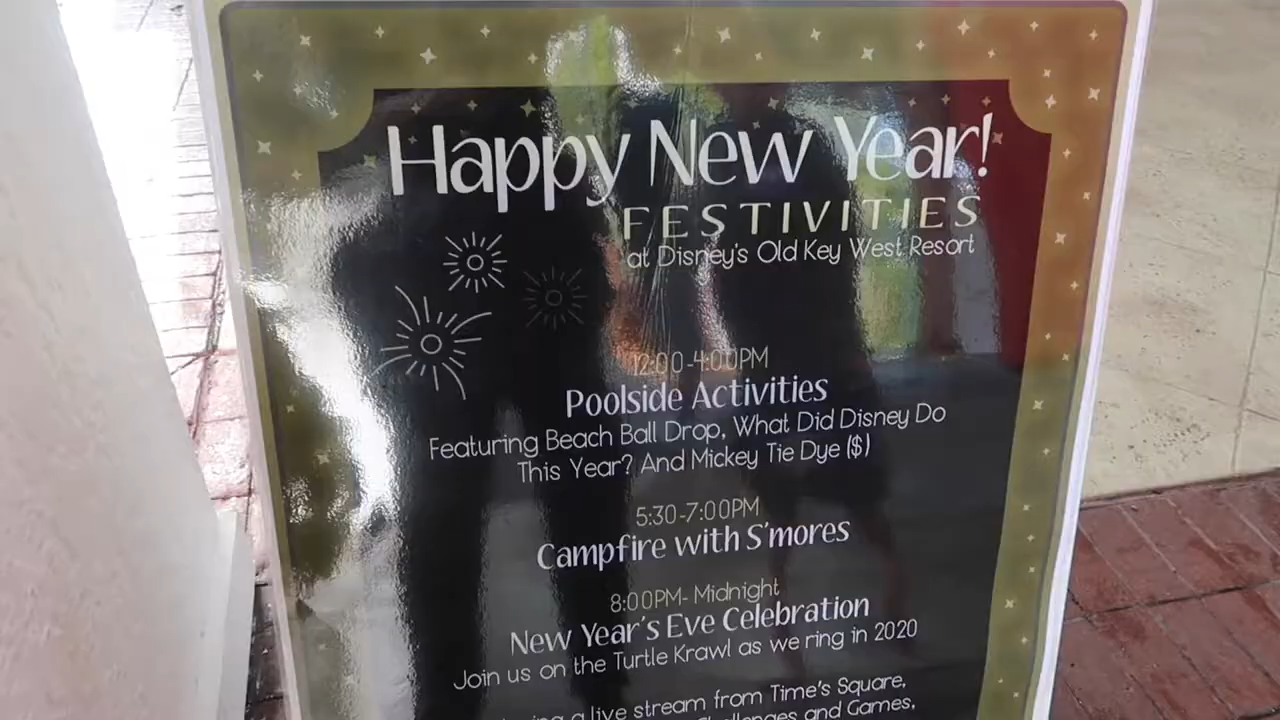 Happy New Year!
FESTIVITIES
at Disney's Old Key West Resort
12:00-4:00PM
Poolside Activities
Featuring Beach Ball Drop, What Did Disney Do
This Year? And Mickey Tie Dye ($)
5:30-7:00PM
Campfire with S'mores
8:00PM- Midnight
New Year's Eve Celebration
Join us on the Turtle Krawl as we ring in 2020
a live stream from Time's Square,
Challenges and Games,